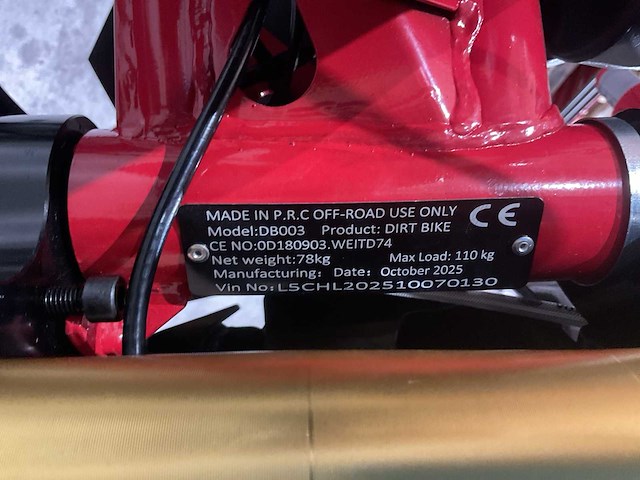 MADE IN P.R.C OFF-ROAD USE ONLY CE
Model:DB003 Product: DIRT BIKE
CE NO:0D180903.WEITD74
Net weight:78kg Max Load: 110 kg
Manufacturing: Date: October 2025
Vin No: LSCHL202510070130